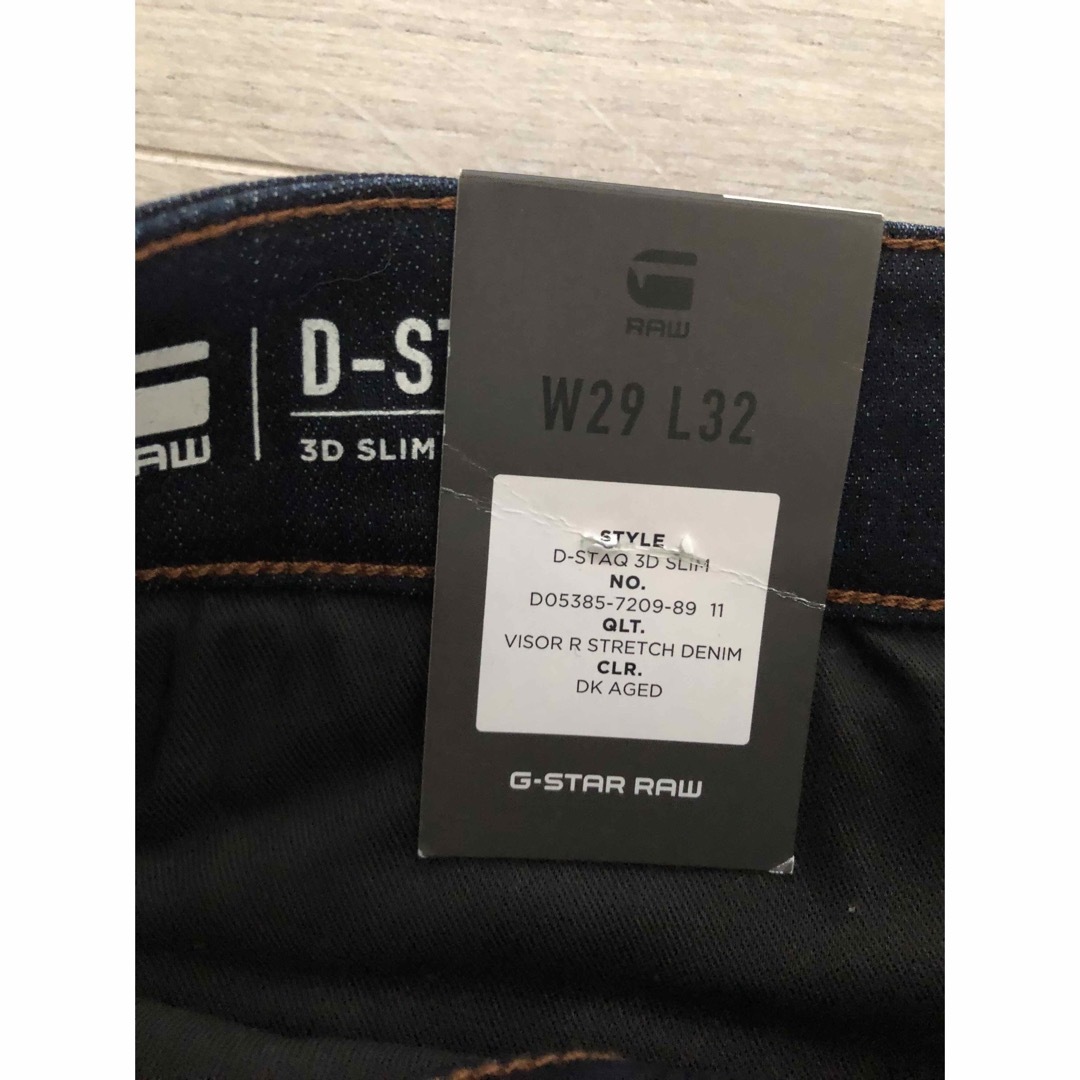 RAW
D-ST
3D SLIM
RAW
W29 L32
STYLE
D-STAQ 3D SLIM
NO.
D05385-7209-89 11
QLT.
VISOR R STRETCH DENIM
CLR.
DK AGED
G-STAR RAW